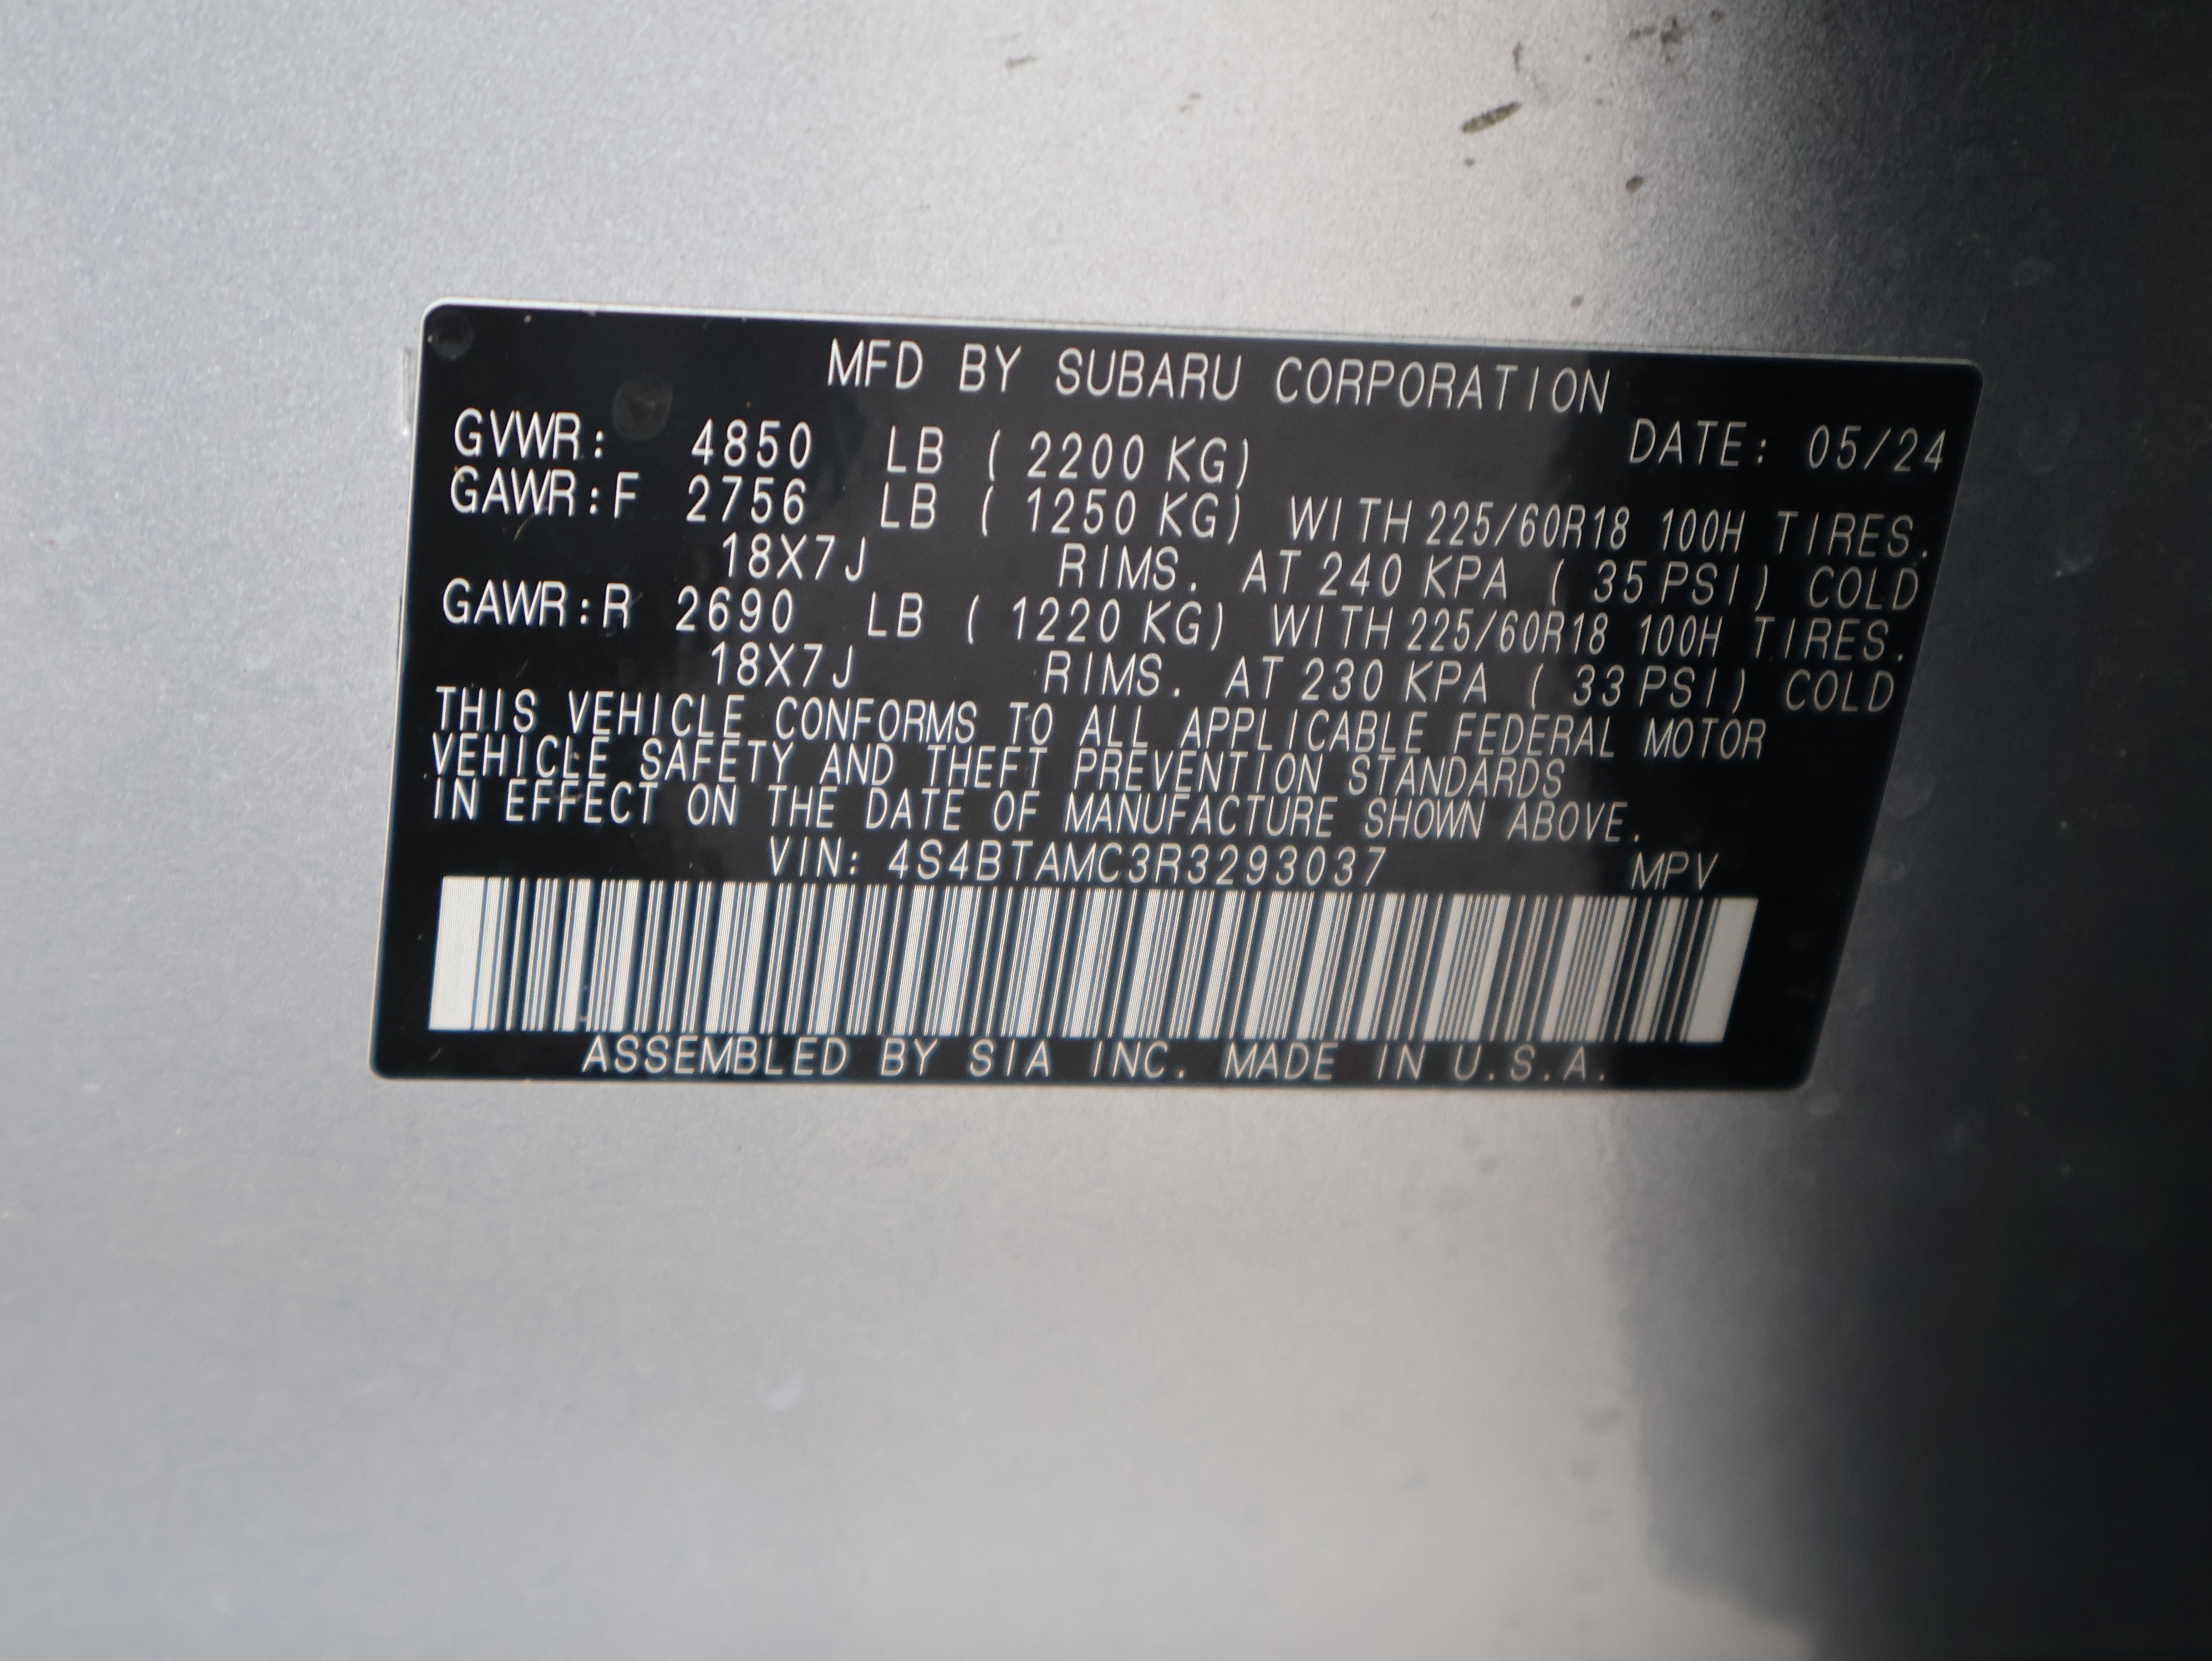 MFD BY SUBARU CORPORATION
GVWR: 4850 LB ( 2200 KG) DATE: 05/24
GAWR:F 2756 LB ( 1250 KG) WITH 225/60R18 100H TIRES.
18X7J RIMS. AT 240 KPA ( 35 PSI) COLD
GAWR:R 2690 LB ( 1220 KG) WITH 225/60R18 100H TIRES.
18X7J RIMS. AT 230 KPA ( 33 PSI) COLD
THIS VEHICLE CONFORMS TO ALL APPLICABLE FEDERAL MOTOR
VEHICLE SAFETY AND THEFT PREVENTION STANDARDS
IN EFFECT ON THE DATE OF MANUFACTURE SHOWN ABOVE.
VIN: 4S4BTAMC3R3293037 MPV
ASSEMBLED BY SIA INC. MADE IN U.S.A.